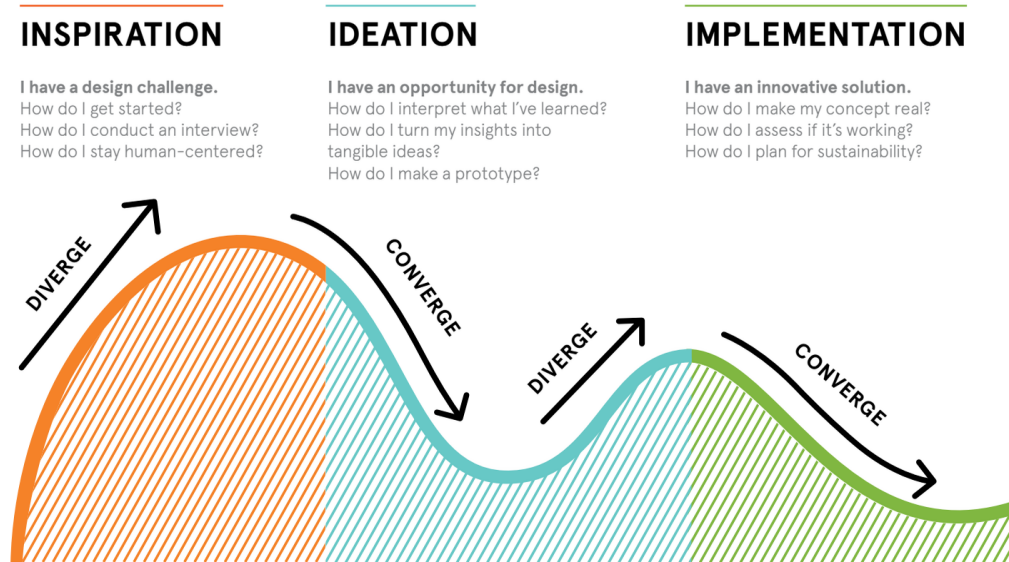 INSPIRATION
I have a design challenge.
How do I get started?
How do I conduct an interview?
How do I stay human-centered?
IDEATION
I have an opportunity for design.
How do I interpret what I’ve learned?
How do I turn my insights into
tangible ideas?
How do I make a prototype?
IMPLEMENTATION
I have an innovative solution.
How do I make my concept real?
How do I assess if it’s working?
How do I plan for sustainability?
DIVERGE
CONVERGE
DIVERGE
CONVERGE